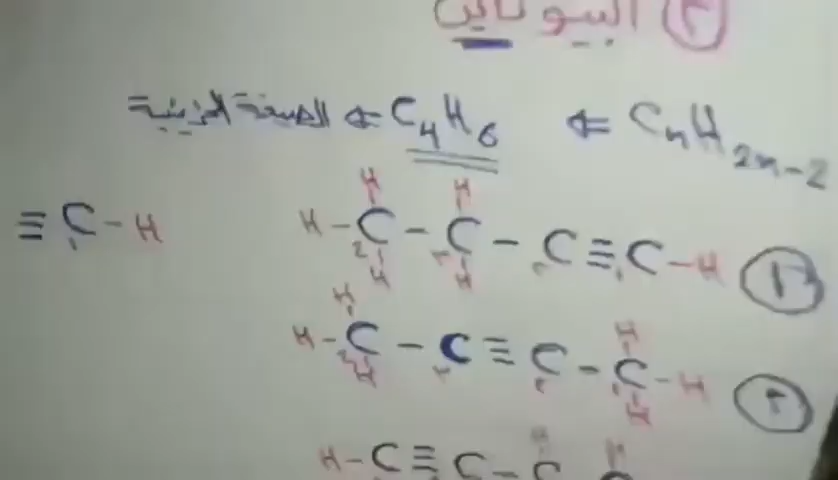 ٣ البيوتاين
CnH2n-2 ⇐ C4H6 ⇐ الصيغة الجزيئية
≡ C - H
H - C - C - C ≡ C - H ١
H H
H H
H - C - C ≡ C - C - H ٢
H H
H H
H - C ≡ C - C